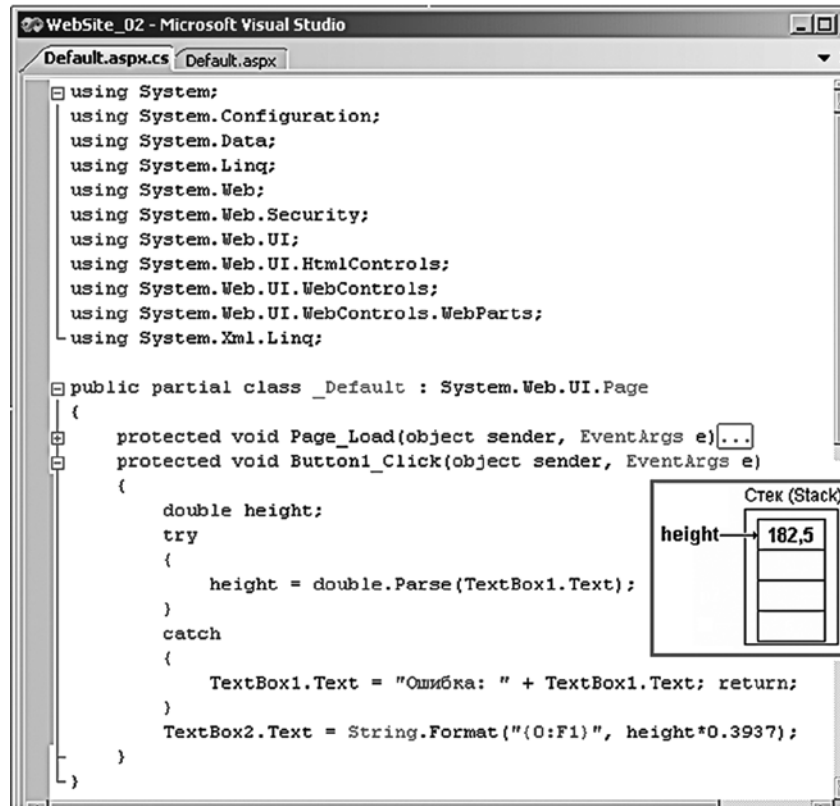 WebSite_02 - Microsoft Visual Studio
Default.aspx.cs Default.aspx
using System;
using System.Configuration;
using System.Data;
using System.Linq;
using System.Web;
using System.Web.Security;
using System.Web.UI;
using System.Web.UI.HtmlControls;
using System.Web.UI.WebControls;
using System.Web.UI.WebControls.WebParts;
using System.Xml.Linq;
public partial class _Default : System.Web.UI.Page
{
protected void Page_Load(object sender, EventArgs e)...
protected void Button1_Click(object sender, EventArgs e)
{
Стек (Stack)
double height;
height 182,5
try
{
height = double.Parse(TextBox1.Text);
}
catch
{
TextBox1.Text = "Ошибка: " + TextBox1.Text; return;
}
TextBox2.Text = String.Format("{0:F1}", height*0.3937);
}
}